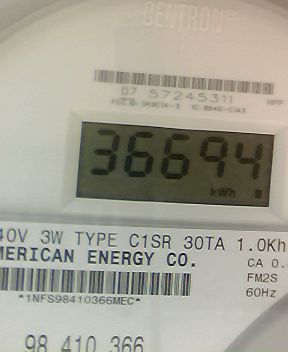 CENTRON®
07 57245311
36694
kWh
40V 3W TYPE C1SR 30TA 1.0Kh
MERICAN ENERGY CO.
CA 0.
FM2S
*1NFS98410366MEC*
60Hz
98 410 366